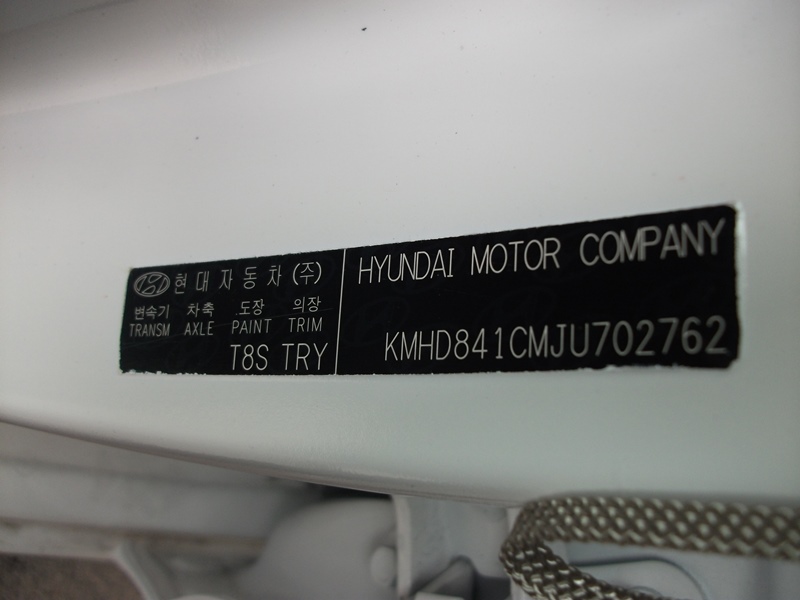 현대자동차(주)
변속기 차축 도장 의장
TRANSM AXLE PAINT TRIM
T8S TRY
HYUNDAI MOTOR COMPANY
KMHD841CMJU702762